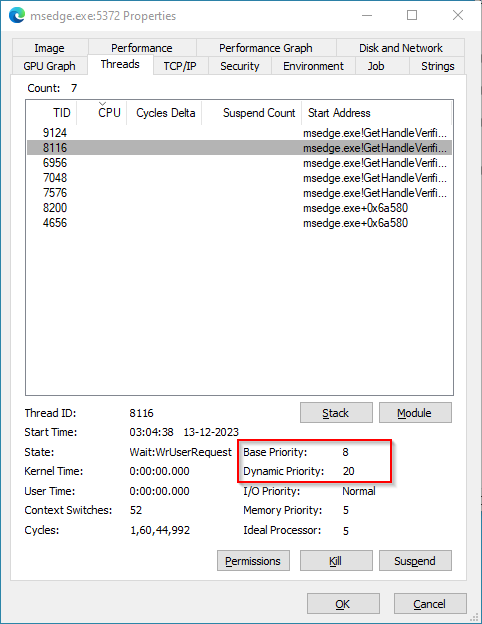 msedge.exe:5372 Properties
Image Performance Performance Graph Disk and Network
GPU Graph Threads TCP/IP Security Environment Job Strings
Count: 7
TID CPU Cycles Delta Suspend Count Start Address
9124 msedge.exe!GetHandleVerifi...
8116 msedge.exe!GetHandleVerifi...
6956 msedge.exe!GetHandleVerifi...
7048 msedge.exe!GetHandleVerifi...
7576 msedge.exe!GetHandleVerifi...
8200 msedge.exe+0x6a580
4656 msedge.exe+0x6a580
Thread ID: 8116 Stack Module
Start Time: 03:04:38 13-12-2023
State: Wait:WrUserRequest Base Priority: 8
Kernel Time: 0:00:00.000 Dynamic Priority: 20
User Time: 0:00:00.000 I/O Priority: Normal
Context Switches: 52 Memory Priority: 5
Cycles: 1,60,44,992 Ideal Processor: 5
Permissions Kill Suspend
OK Cancel